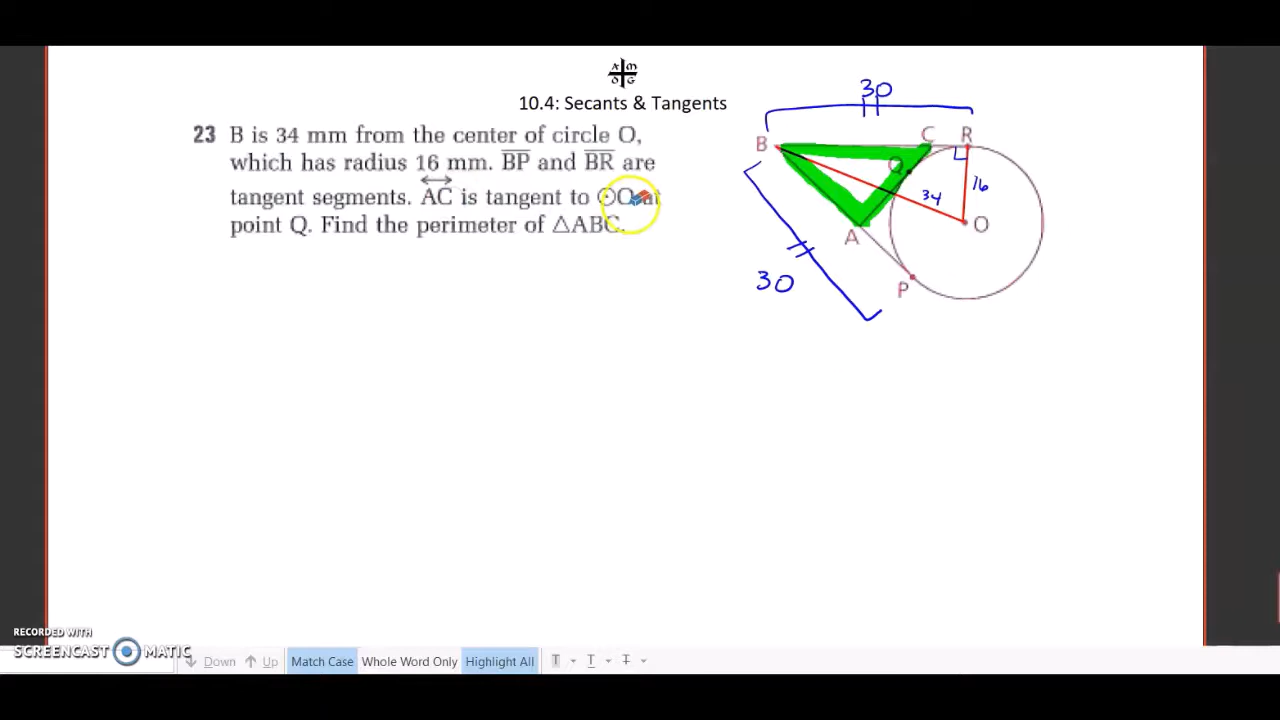 A M
D G
10.4: Secants & Tangents
23 B is 34 mm from the center of circle O,
which has radius 16 mm. BP and BR are
tangent segments. AC is tangent to ⊙O at
point Q. Find the perimeter of △ABC.
30
B
C
R
Q
16
34
O
A
30
P
RECORDED WITH
SCREENCAST MATIC
Down Up Match Case Whole Word Only Highlight All